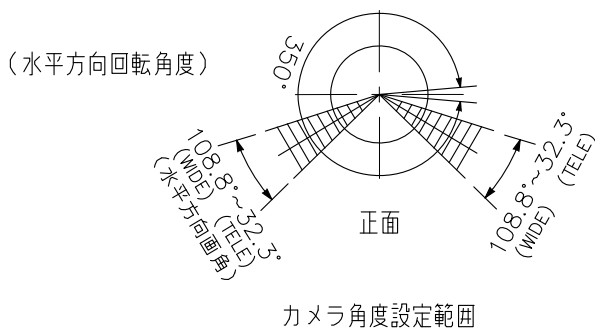 (水平方向回転角度)
350°
108.8°~32.3°
(WIDE) (TELE)
(水平方向画角)
108.8°~32.3°
(WIDE) (TELE)
正面
カメラ角度設定範囲